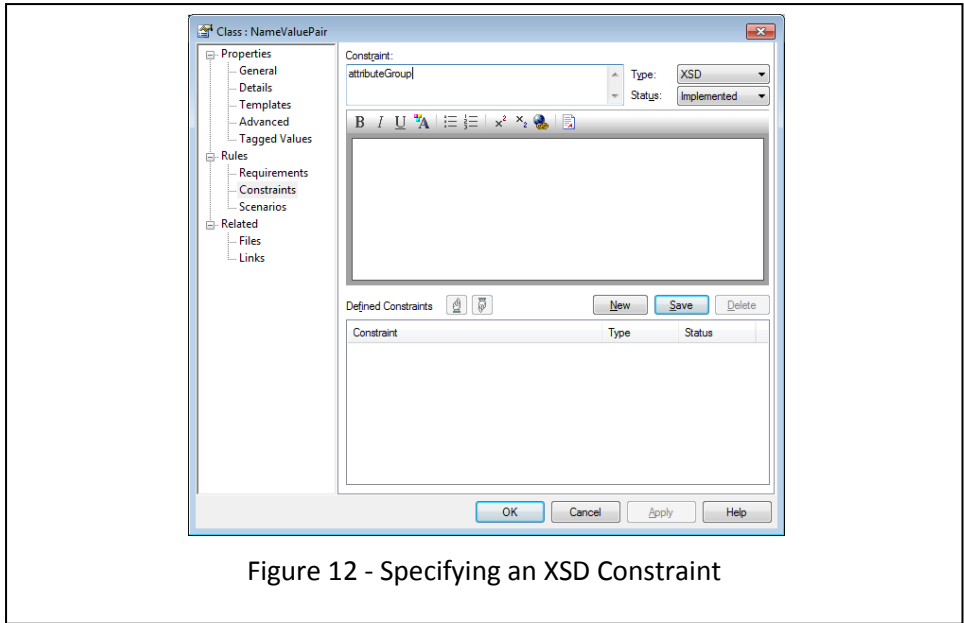 Class : NameValuePair
Properties
General
Details
Templates
Advanced
Tagged Values
Rules
Requirements
Constraints
Scenarios
Related
Files
Links
Constraint:
attributeGroup
Type: XSD
Status: Implemented
B I U A x² ×₂
Defined Constraints New Save Delete
Constraint Type Status
OK Cancel Apply Help
Figure 12 - Specifying an XSD Constraint